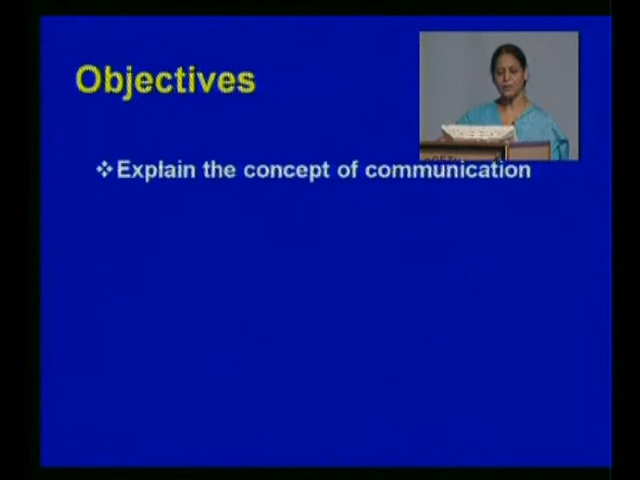 Objectives
❖Explain the concept of communication